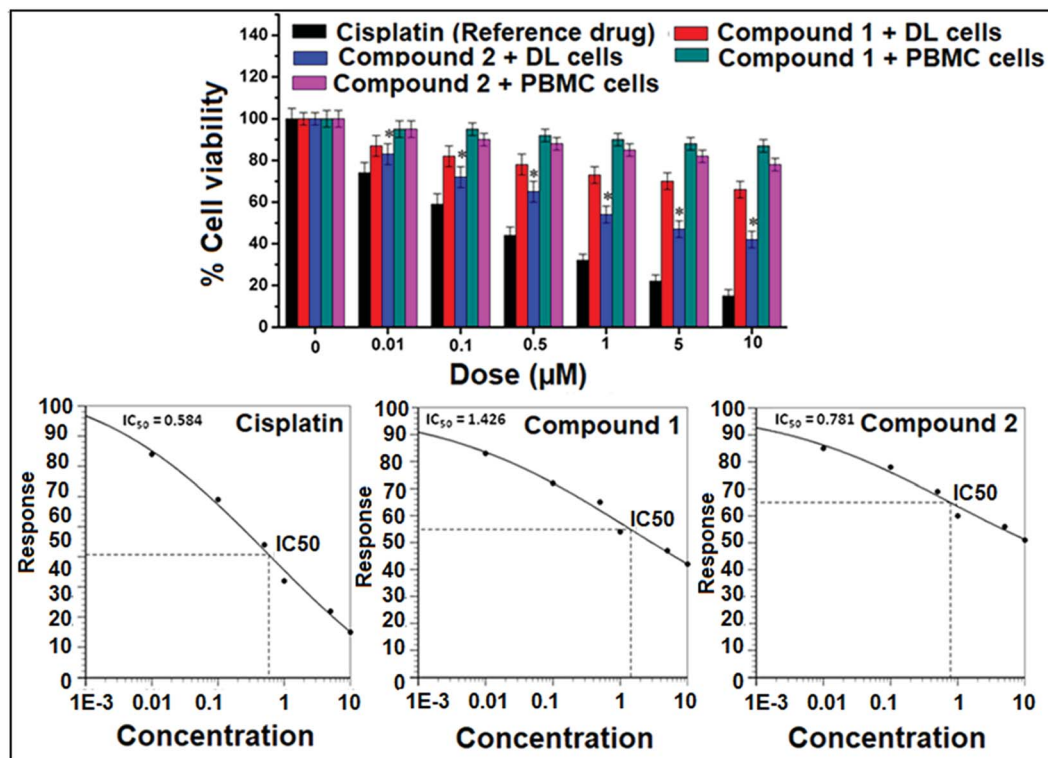 140
120
100
80
60
40
20
0
% Cell viability
Cisplatin (Reference drug)
Compound 1 + DL cells
Compound 2 + DL cells
Compound 1 + PBMC cells
Compound 2 + PBMC cells
* * * * * *
0 0.01 0.1 0.5 1 5 10
Dose (µM)
100
90
80
70
60
50
40
30
20
10
0
Response
IC50 = 0.584
Cisplatin
IC50
1E-3 0.01 0.1 1 10
Concentration
100
90
80
70
60
50
40
30
20
10
0
Response
IC50 = 1.426
Compound 1
IC50
1E-3 0.01 0.1 1 10
Concentration
100
90
80
70
60
50
40
30
20
10
0
Response
IC50 = 0.781
Compound 2
IC50
1E-3 0.01 0.1 1 10
Concentration